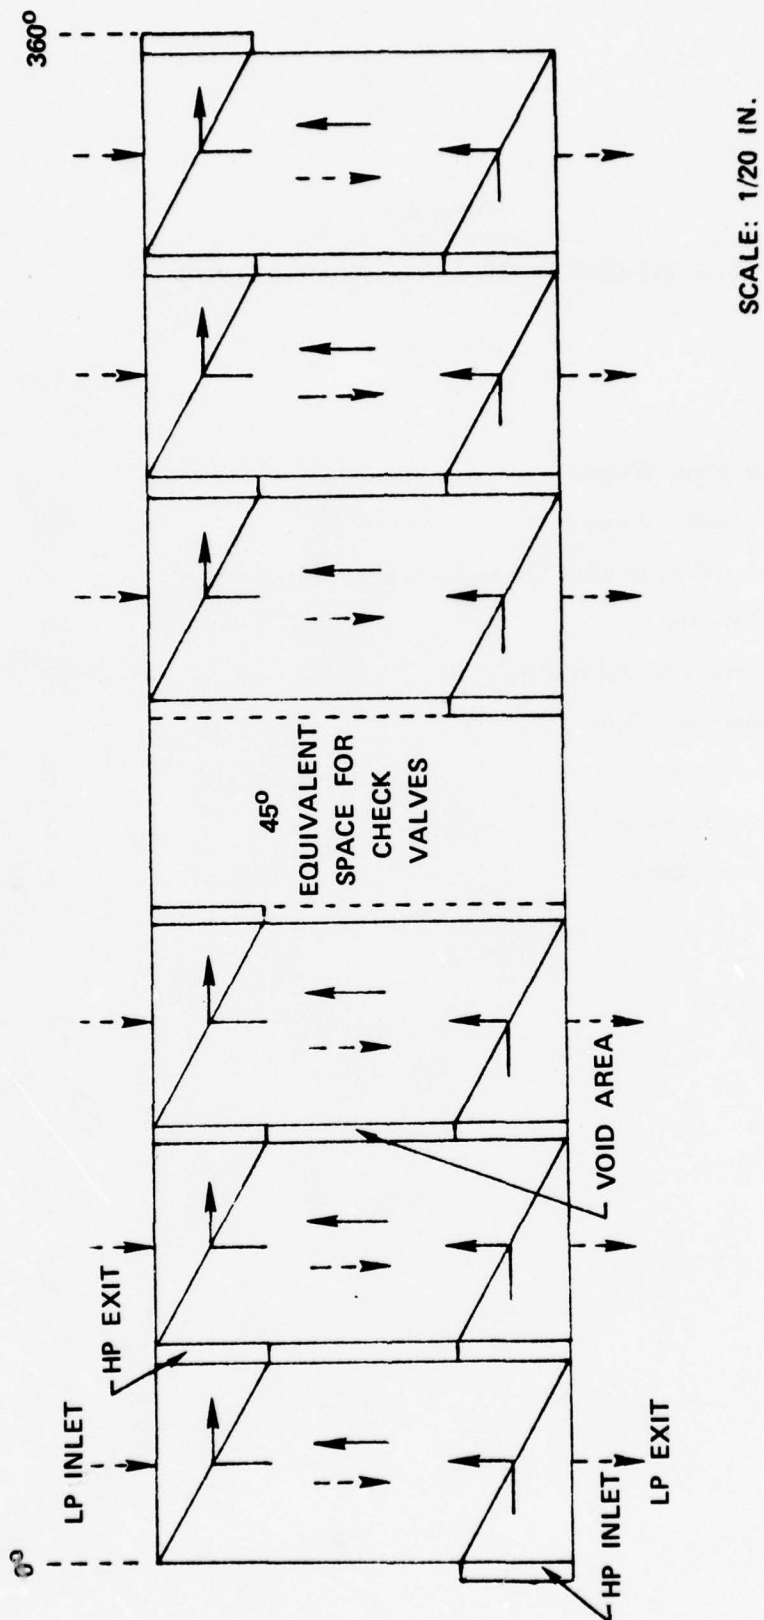 0°
360°
LP INLET
HP EXIT
45°
EQUIVALENT
SPACE FOR
CHECK
VALVES
VOID AREA
HP INLET
LP EXIT
SCALE: 1/20 IN.